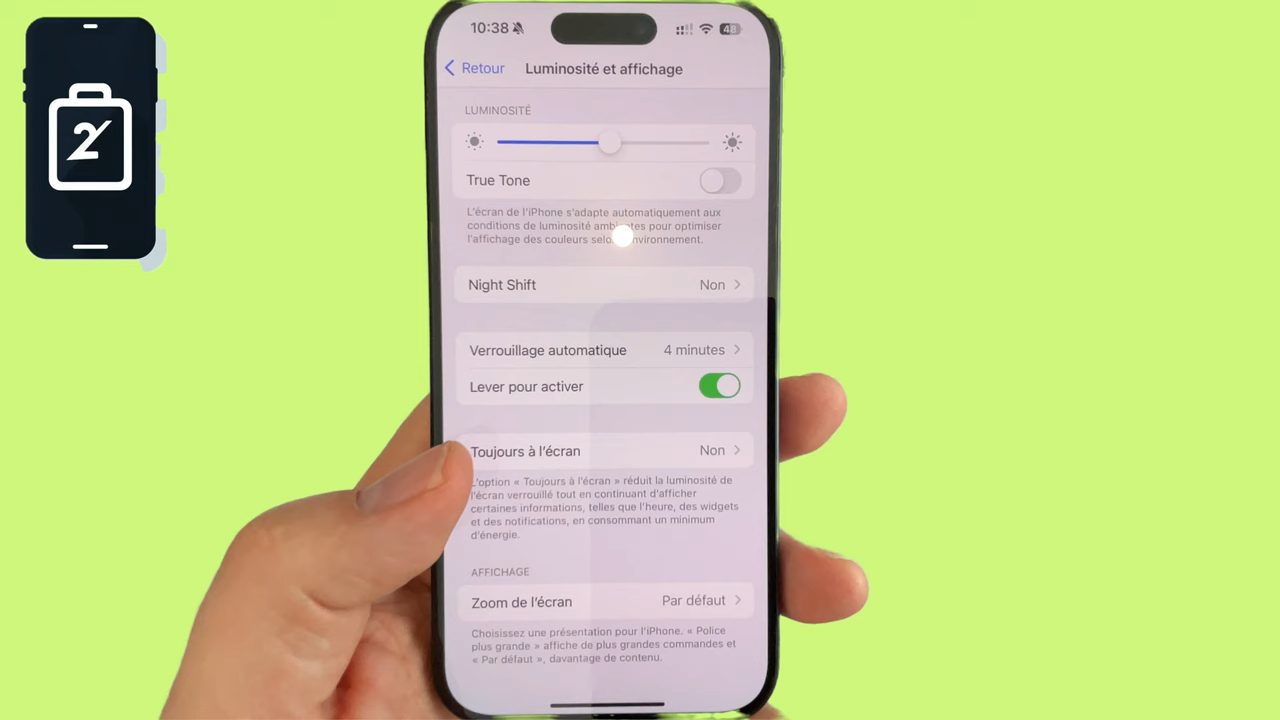 10:38
48
Retour
Luminosité et affichage
LUMINOSITÉ
True Tone
L'écran de l'iPhone s'adapte automatiquement aux
conditions de luminosité ambiantes pour optimiser
l'affichage des couleurs selon environnement.
Night Shift Non
Verrouillage automatique 4 minutes
Lever pour activer
Toujours à l'écran Non
L'option « Toujours à l'écran » réduit la luminosité de
l'écran verrouillé tout en continuant d'afficher
certaines informations, telles que l'heure, des widgets
et des notifications, en consommant un minimum
d'énergie.
AFFICHAGE
Zoom de l'écran Par défaut
Choisissez une présentation pour l'iPhone. « Police
plus grande » affiche de plus grandes commandes et
« Par défaut », davantage de contenu.